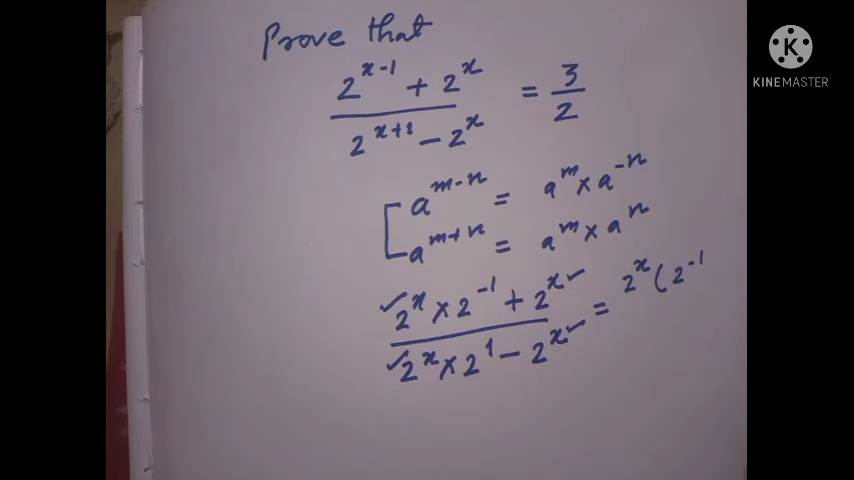 Prove that
2^{x-1} + 2^x / 2^{x+1} - 2^x = 3/2
a^{m-n} = a^m × a^{-n}
a^{m+n} = a^m × a^n
✓2^x × 2^{-1} + 2^x✓ / ✓2^x × 2^1 - 2^x✓ = 2^x (2^{-1}
K
KINEMASTER